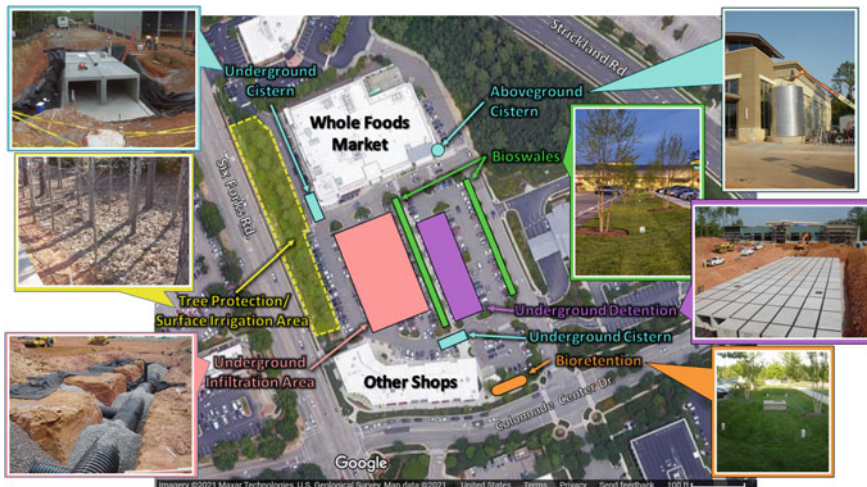 Underground
Cistern
Whole Foods
Market
Aboveground
Cistern
Strickland Rd
Bioswales
Six Forks Rd
Tree Protection/
Surface Irrigation Area
Underground Detention
Underground Cistern
Underground
Infiltration Area
Other Shops
Bioretention
Colonnade Center Dr
Google
Imagery ©2021 Maxar Technologies, U.S. Geological Survey, Map data ©2021 United States Terms Privacy Send feedback 100 ft